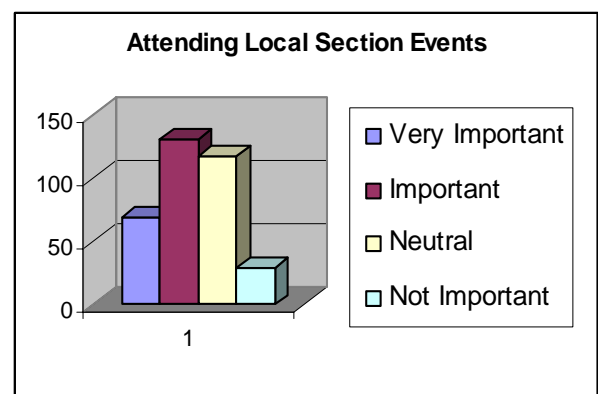 Attending Local Section Events
150
100
50
0
1
Very Important
Important
Neutral
Not Important